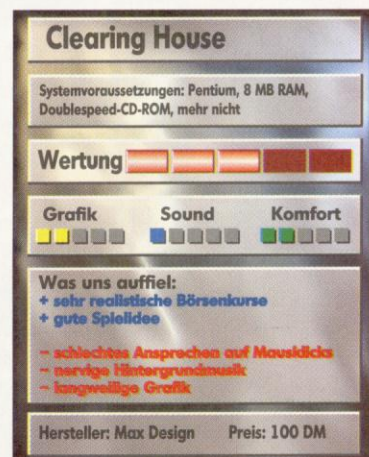 Clearing House
Systemvoraussetzungen: Pentium, 8 MB RAM,
Doublespeed-CD-ROM, mehr nicht
Wertung
Grafik Sound Komfort
Was uns auffiel:
+ sehr realistische Börsenkurse
+ gute Spielidee
– schlechtes Ansprechen auf Mausklicks
– nervige Hintergrundmusik
– langweilige Grafik
Hersteller: Max Design Preis: 100 DM